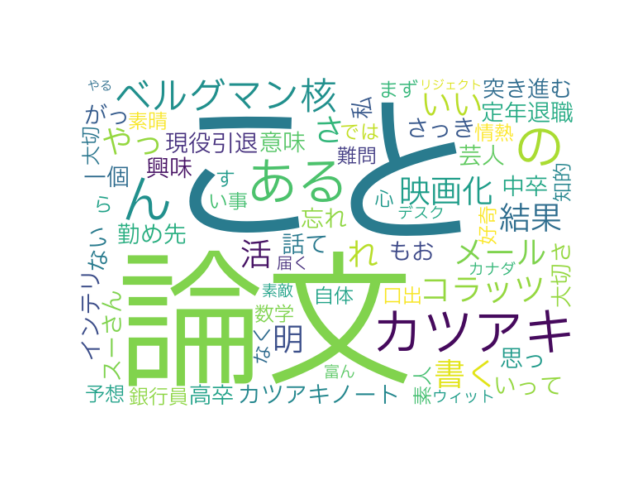 やる
リジェクト
まず
突き進む
ベルグマン核
いい
定年退職
私
がっ
素晴
こと
さ
さっき
の
大切
やっ
現役引退
意味
では
情熱
芸人
難問
一個
興味
ある
す
い事
ん
心
映画化
中卒
知的
ら
忘れ
デスク
好奇
結果
ない
勤め先
活
話て
届く
れ
もお
メール
カナダ
大切さ
インテリ
スーさん
論文
素敵
自体
口出
コラッツ
数学
なく
明
カツアキ
思っ
富ん
書く
いって
予想
銀行員
高卒
カツアキノート
素人
ウィット